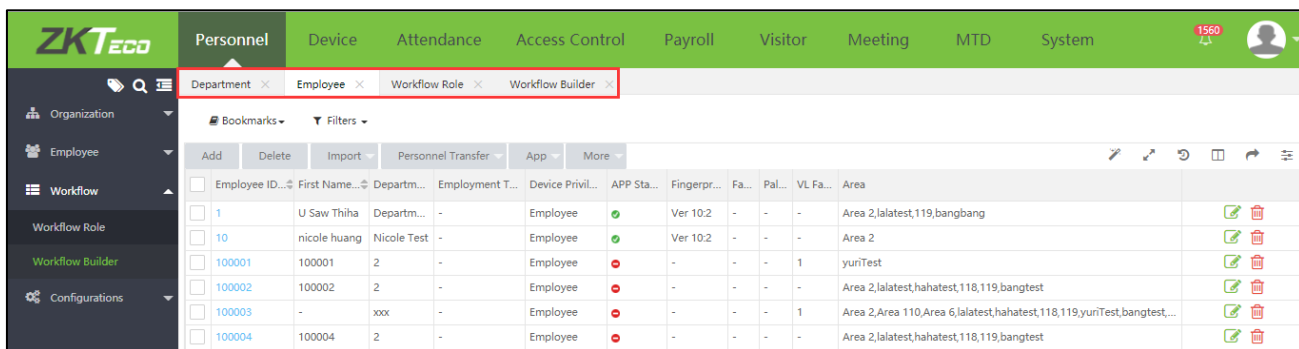 ZKTeco Personnel Device Attendance Access Control Payroll Visitor Meeting MTD System 1560
Department Employee Workflow Role Workflow Builder
Organization
Bookmarks Filters
Employee
Add Delete Import Personnel Transfer App More
Workflow
Employee ID... First Name... Departm... Employment T... Device Privil... APP Sta... Fingerpr... Fa... Pal... VL Fa... Area
1 U Saw Thiha Departm... - Employee Ver 10:2 - - - Area 2,lalatest,119,bangbang
Workflow Role
10 nicole huang Nicole Test - Employee Ver 10:2 - - - Area 2
Workflow Builder
100001 100001 2 - Employee - - - 1 yuriTest
100002 100002 2 - Employee - - - - Area 2,lalatest,hahatest,118,119,bangtest
Configurations
100003 - xxx - Employee - - - 1 Area 2,Area 110,Area 6,lalatest,hahatest,118,119,yuriTest,bangtest,...
100004 100004 2 - Employee - - - - Area 2,lalatest,hahatest,118,119,bangtest